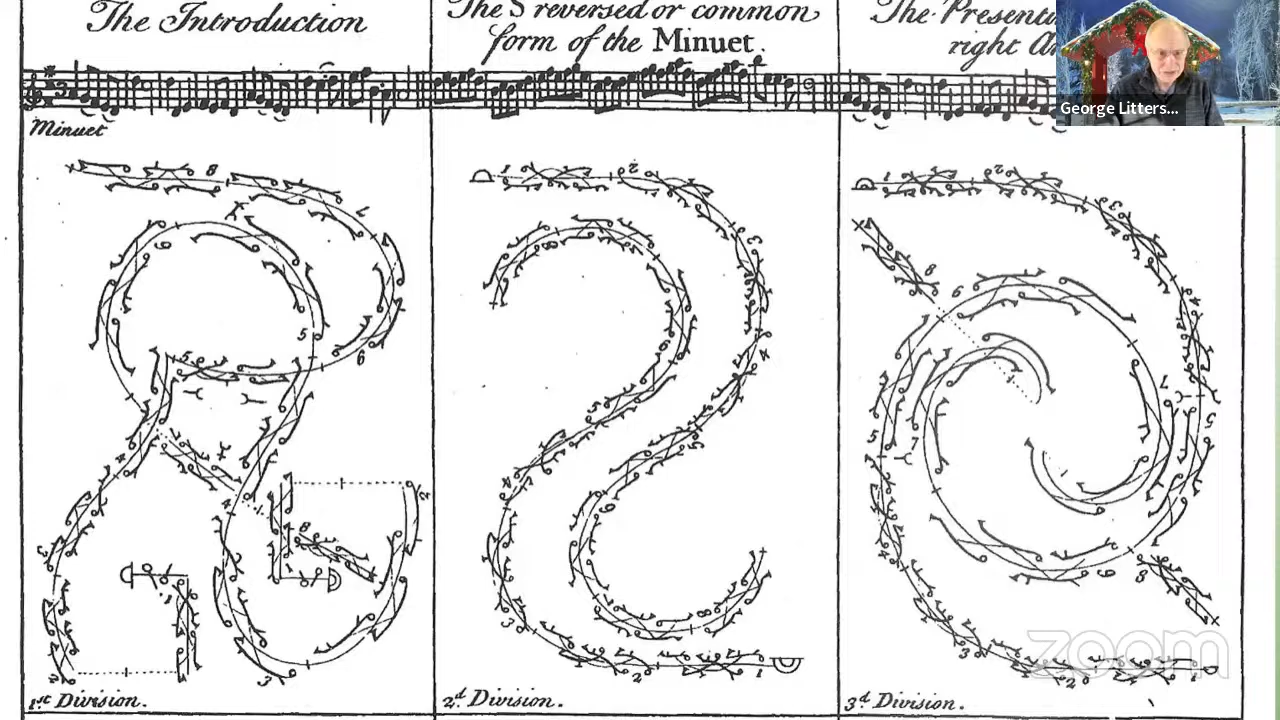 The Introduction
The S reversed or common
form of the Minuet.
The Presenti
right A
George Litters...
Minuet
1st Division.
2d. Division.
3d. Division.
zoom